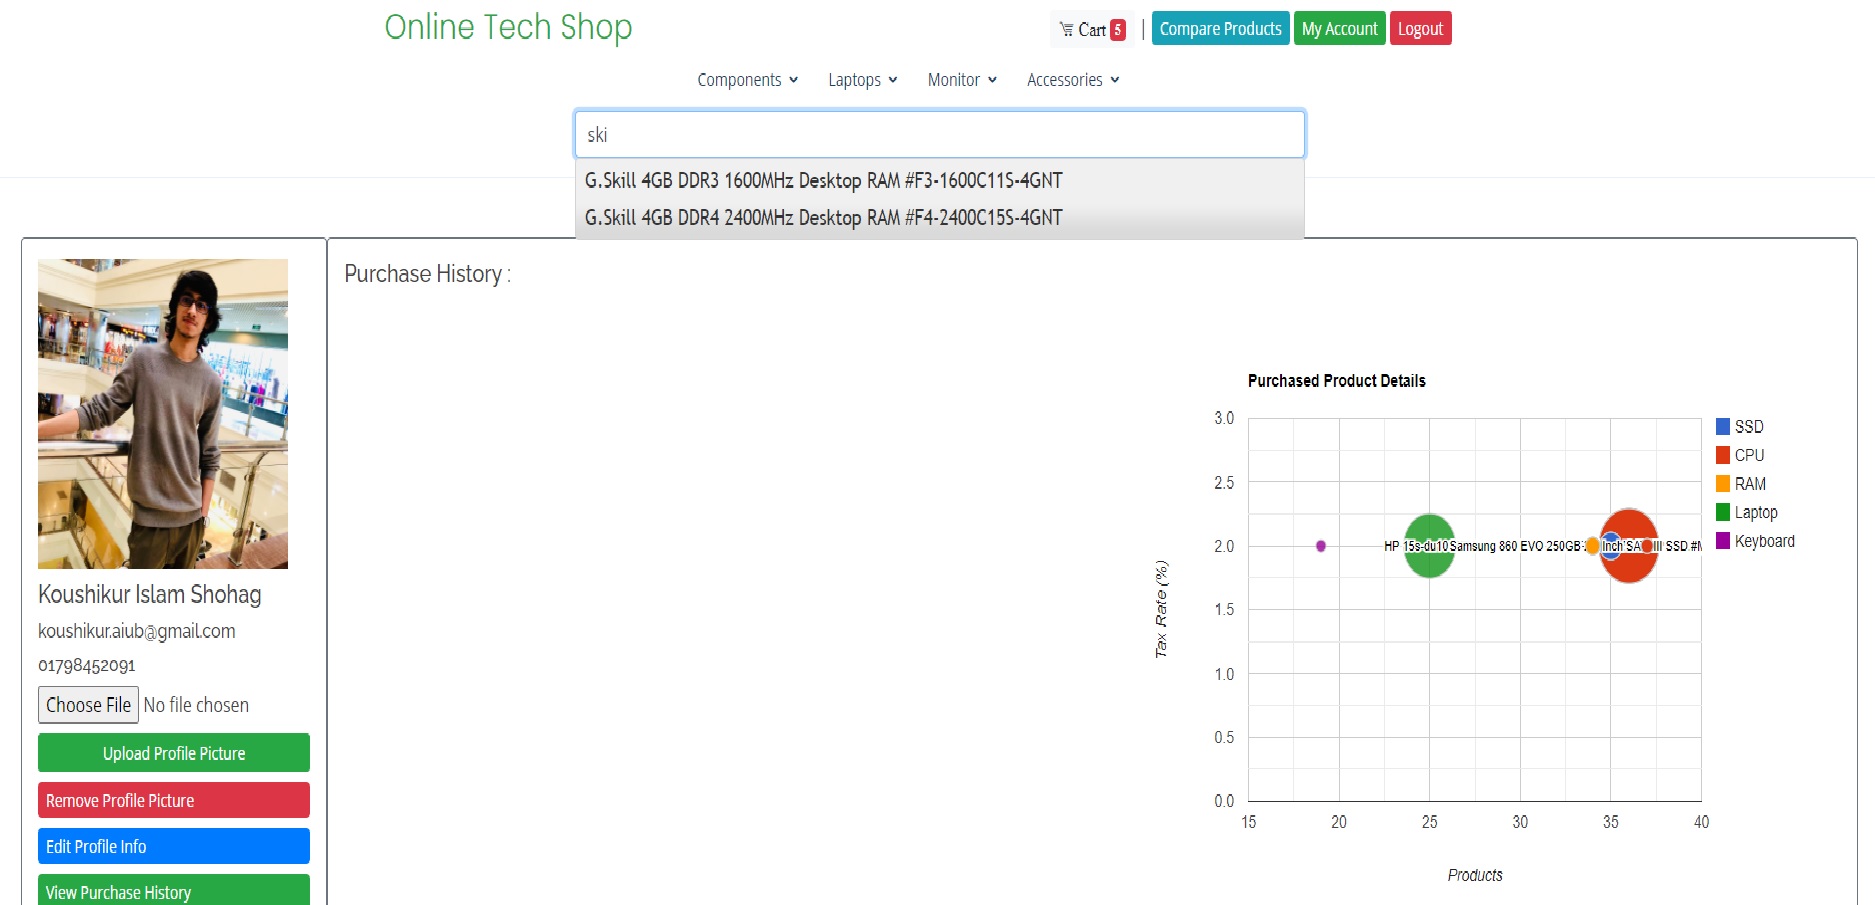 Online Tech Shop
Cart 5 | Compare Products My Account Logout
Components Laptops Monitor Accessories
ski
G.Skill 4GB DDR3 1600MHz Desktop RAM #F3-1600C11S-4GNT
G.Skill 4GB DDR4 2400MHz Desktop RAM #F4-2400C15S-4GNT
Koushikur Islam Shohag
koushikur.aiub@gmail.com
01798452091
Choose File No file chosen
Upload Profile Picture
Remove Profile Picture
Edit Profile Info
View Purchase History
Purchase History :
Purchased Product Details
3.0
2.5
2.0
1.5
1.0
0.5
0.0
Tax Rate (%)
HP 15s-du10 Samsung 860 EVO 250GB Inch SA III SSD #M
15 20 25 30 35 40
Products
SSD
CPU
RAM
Laptop
Keyboard